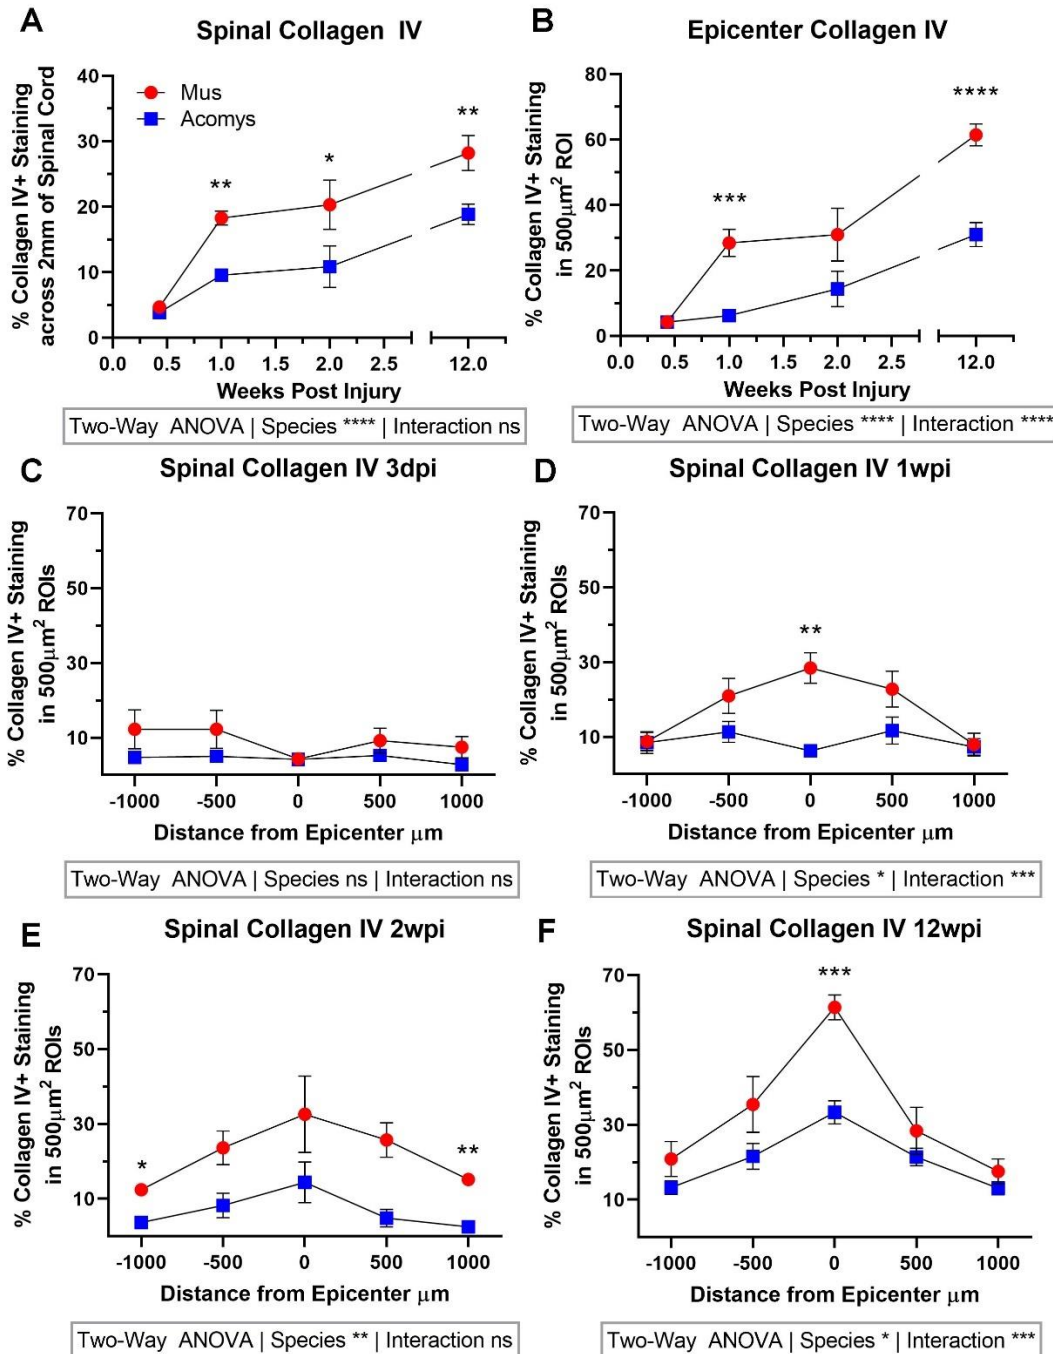 A
Spinal Collagen IV
% Collagen IV+ Staining
across 2mm of Spinal Cord
40
30
20
10
0
Mus
Acomys
**
*
**
0.0 0.5 1.0 1.5 2.0 2.5 12.0
Weeks Post Injury
Two-Way ANOVA | Species **** | Interaction ns
B
Epicenter Collagen IV
% Collagen IV+ Staining
in 500μm² ROI
80
60
40
20
0
***
****
0.0 0.5 1.0 1.5 2.0 2.5 12.0
Weeks Post Injury
Two-Way ANOVA | Species **** | Interaction ****
C
Spinal Collagen IV 3dpi
% Collagen IV+ Staining
in 500μm² ROIs
70
50
30
10
-1000 -500 0 500 1000
Distance from Epicenter μm
Two-Way ANOVA | Species ns | Interaction ns
D
Spinal Collagen IV 1wpi
% Collagen IV+ Staining
in 500μm² ROIs
70
50
30
10
**
-1000 -500 0 500 1000
Distance from Epicenter μm
Two-Way ANOVA | Species * | Interaction ***
E
Spinal Collagen IV 2wpi
% Collagen IV+ Staining
in 500μm² ROIs
70
50
30
10
*
**
-1000 -500 0 500 1000
Distance from Epicenter μm
Two-Way ANOVA | Species ** | Interaction ns
F
Spinal Collagen IV 12wpi
% Collagen IV+ Staining
in 500μm² ROIs
70
50
30
10
***
-1000 -500 0 500 1000
Distance from Epicenter μm
Two-Way ANOVA | Species * | Interaction ***